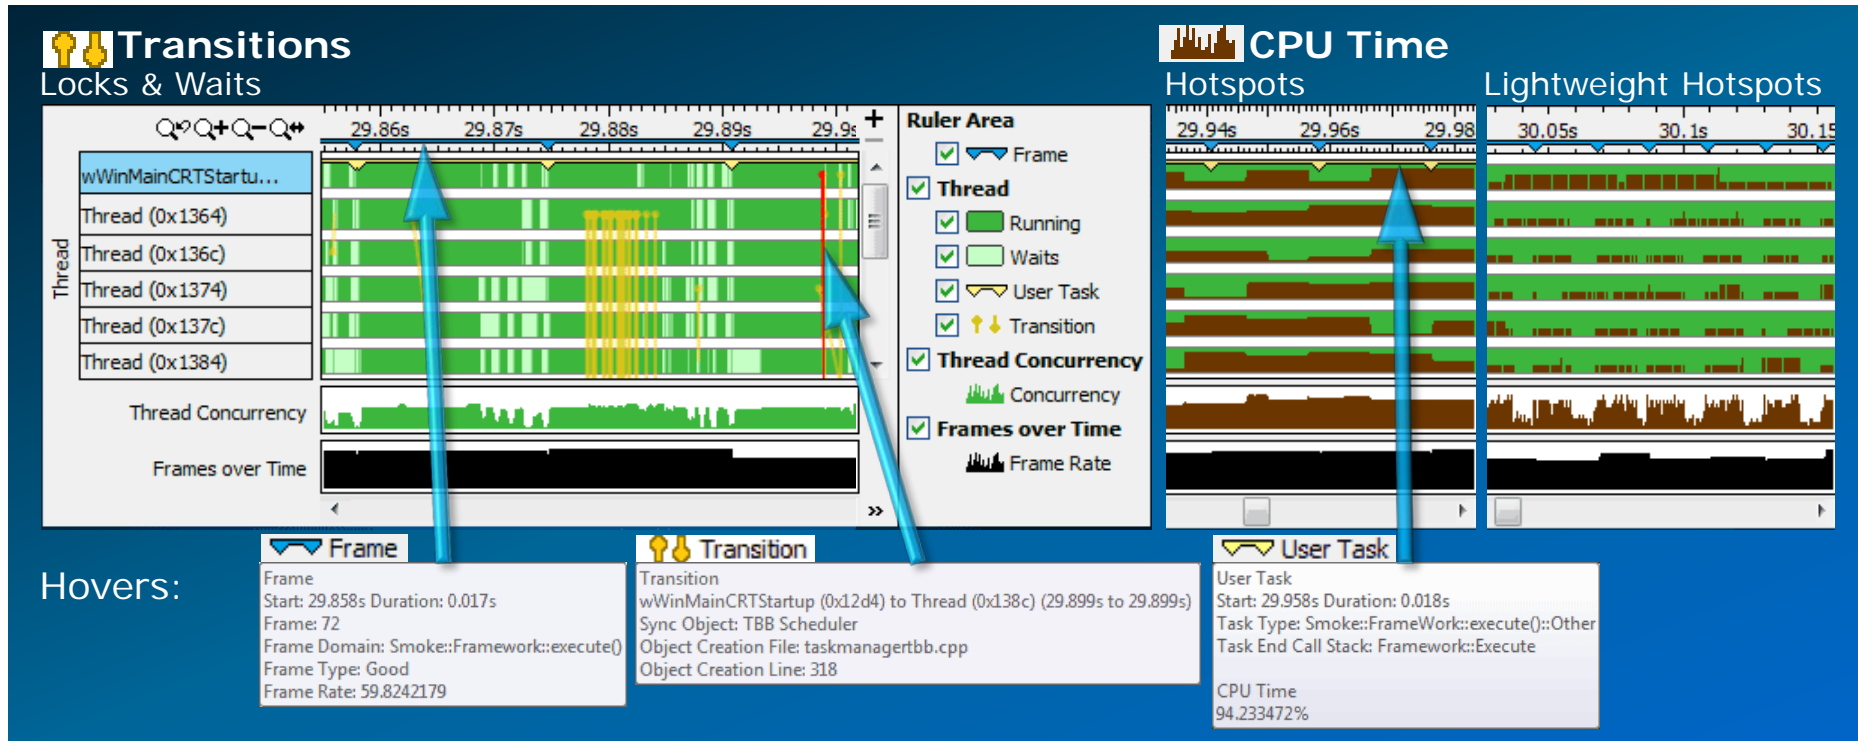 Transitions
Locks & Waits
CPU Time
Hotspots
Lightweight Hotspots
29.86s 29.87s 29.88s 29.89s 29.9s
wWinMainCRTStartu...
Thread (0x1364)
Thread (0x136c)
Thread (0x1374)
Thread (0x137c)
Thread (0x1384)
Thread
Thread Concurrency
Frames over Time
Ruler Area
Frame
Thread
Running
Waits
User Task
Transition
Thread Concurrency
Concurrency
Frames over Time
Frame Rate
29.94s 29.96s 29.98
30.05s 30.1s 30.15
Hovers:
Frame
Frame
Start: 29.858s Duration: 0.017s
Frame: 72
Frame Domain: Smoke::Framework::execute()
Frame Type: Good
Frame Rate: 59.8242179
Transition
Transition
wWinMainCRTStartup (0x12d4) to Thread (0x138c) (29.899s to 29.899s)
Sync Object: TBB Scheduler
Object Creation File: taskmanagertbb.cpp
Object Creation Line: 318
User Task
User Task
Start: 29.958s Duration: 0.018s
Task Type: Smoke::FrameWork::execute()::Other
Task End Call Stack: Framework::Execute
CPU Time
94.233472%